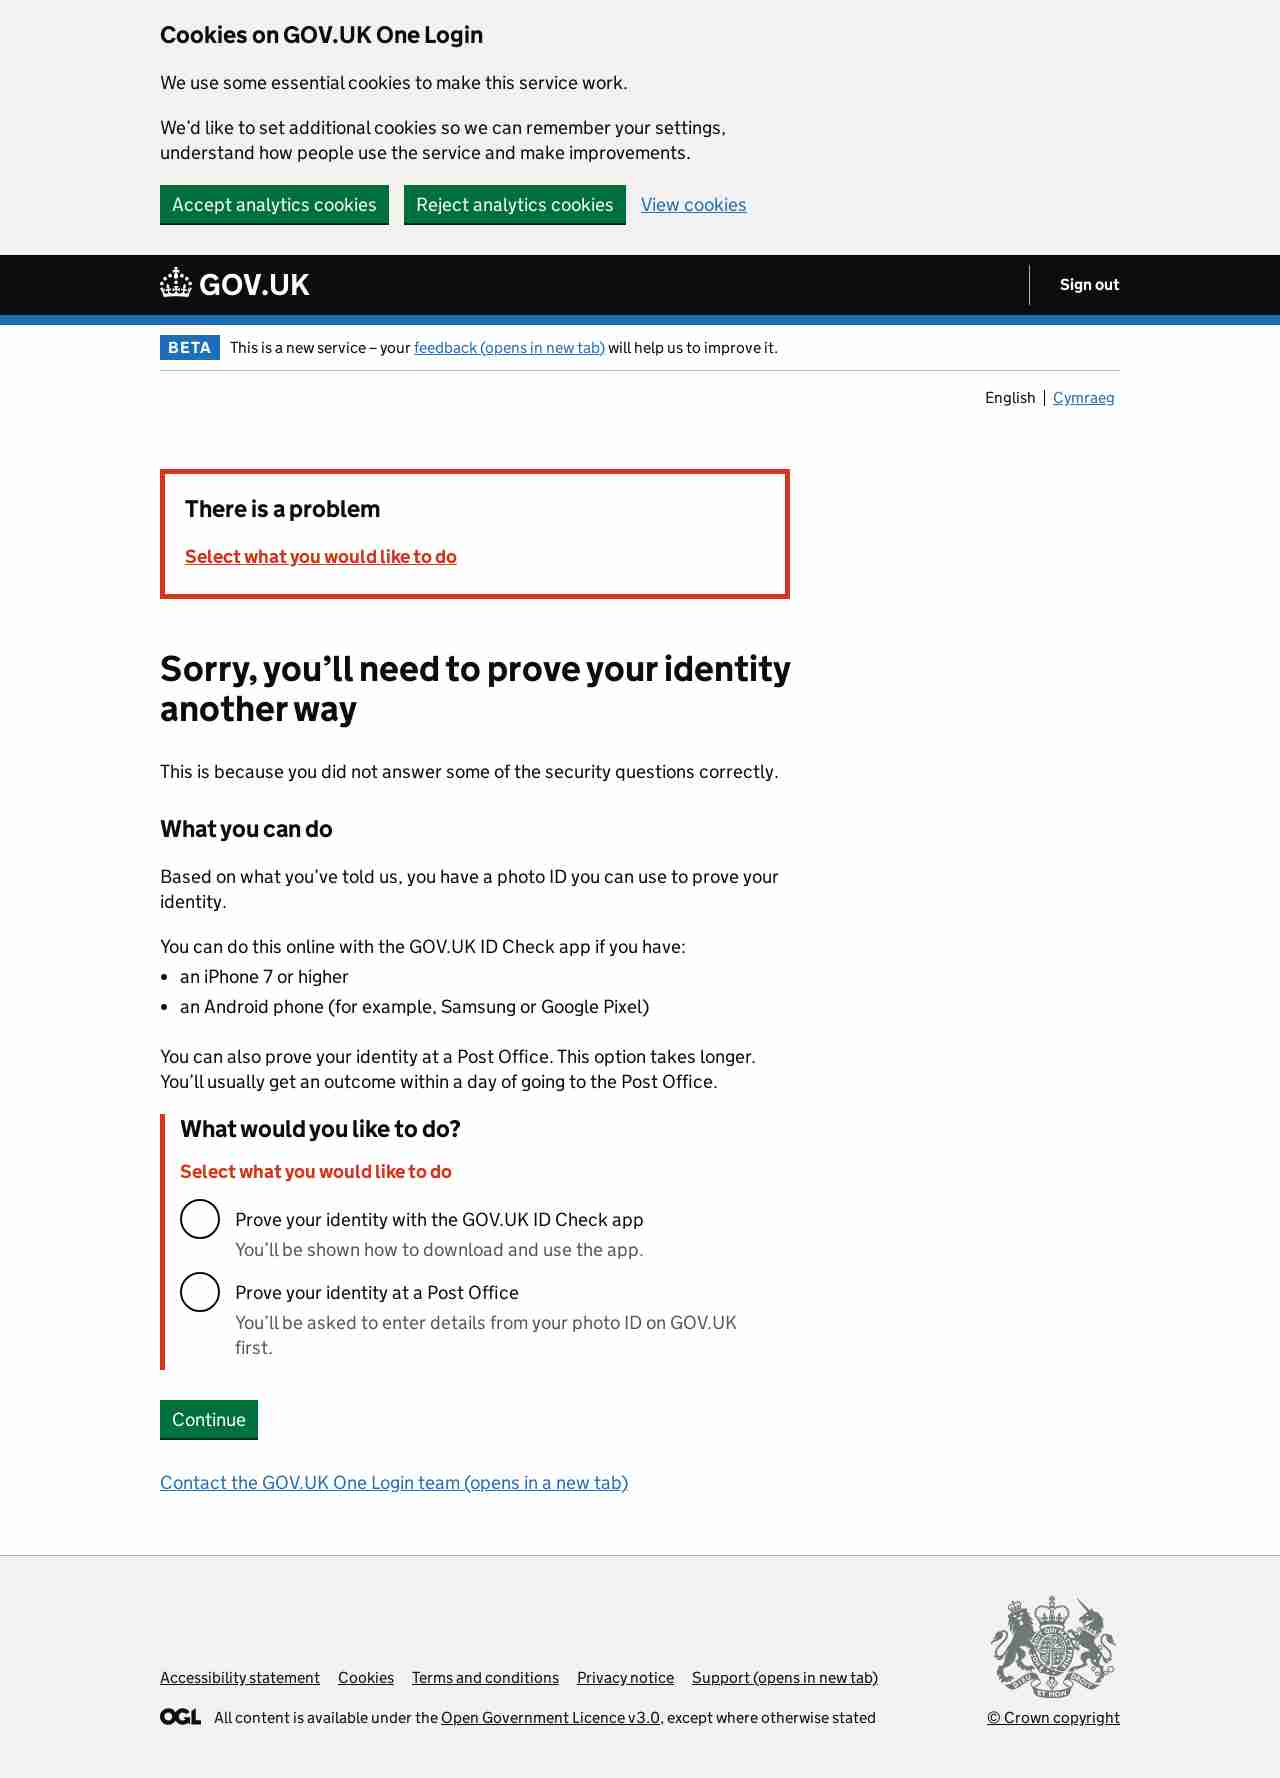 Cookies on GOV.UK One Login
We use some essential cookies to make this service work.
We’d like to set additional cookies so we can remember your settings,
understand how people use the service and make improvements.
Accept analytics cookies Reject analytics cookies View cookies
GOV.UK Sign out
BETA This is a new service – your feedback (opens in new tab) will help us to improve it.
English Cymraeg
There is a problem
Select what you would like to do
Sorry, you’ll need to prove your identity
another way
This is because you did not answer some of the security questions correctly.
What you can do
Based on what you’ve told us, you have a photo ID you can use to prove your
identity.
You can do this online with the GOV.UK ID Check app if you have:
• an iPhone 7 or higher
• an Android phone (for example, Samsung or Google Pixel)
You can also prove your identity at a Post Office. This option takes longer.
You’ll usually get an outcome within a day of going to the Post Office.
What would you like to do?
Select what you would like to do
Prove your identity with the GOV.UK ID Check app
You’ll be shown how to download and use the app.
Prove your identity at a Post Office
You’ll be asked to enter details from your photo ID on GOV.UK
first.
Continue
Contact the GOV.UK One Login team (opens in a new tab)
Accessibility statement Cookies Terms and conditions Privacy notice Support (opens in new tab)
OGL All content is available under the Open Government Licence v3.0, except where otherwise stated
© Crown copyright